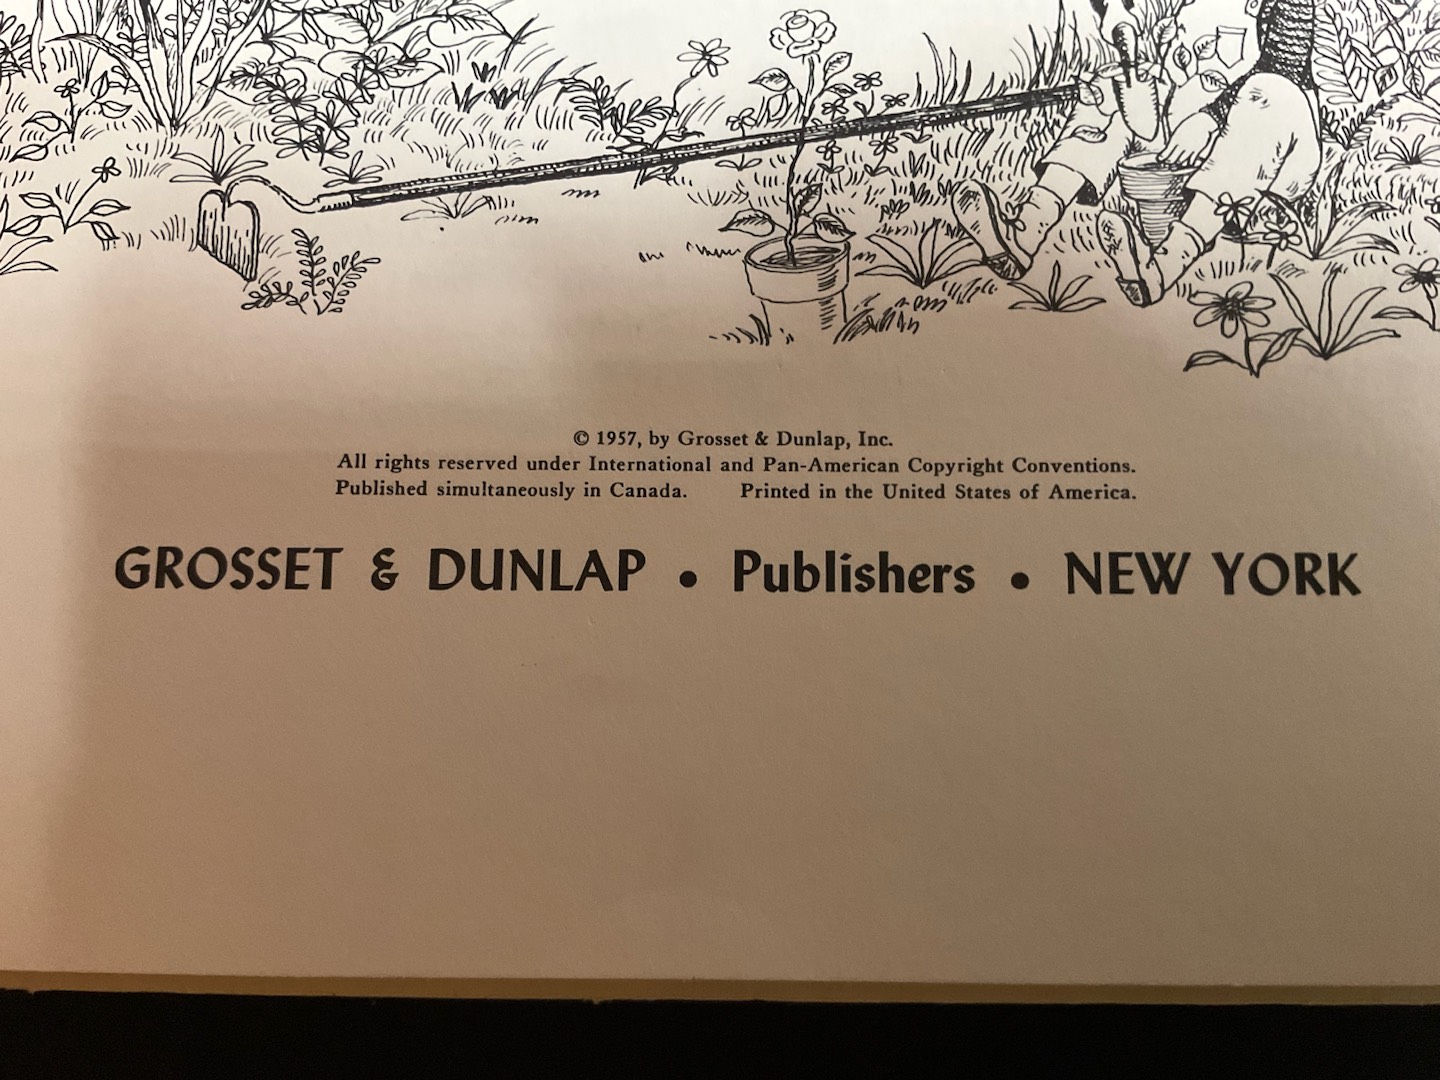 © 1957, by Grosset & Dunlap, Inc.
All rights reserved under International and Pan-American Copyright Conventions.
Published simultaneously in Canada. Printed in the United States of America.
GROSSET & DUNLAP • Publishers • NEW YORK